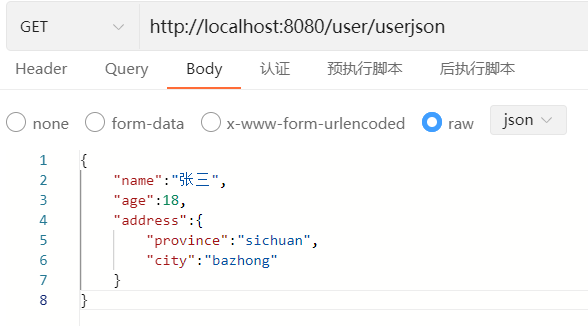 GET http://localhost:8080/user/userjson
Header Query Body 认证 预执行脚本 后执行脚本
none form-data x-www-form-urlencoded raw json
1 {
2 "name":"张三",
3 "age":18,
4 "address":{
5 "province":"sichuan",
6 "city":"bazhong"
7 }
8 }